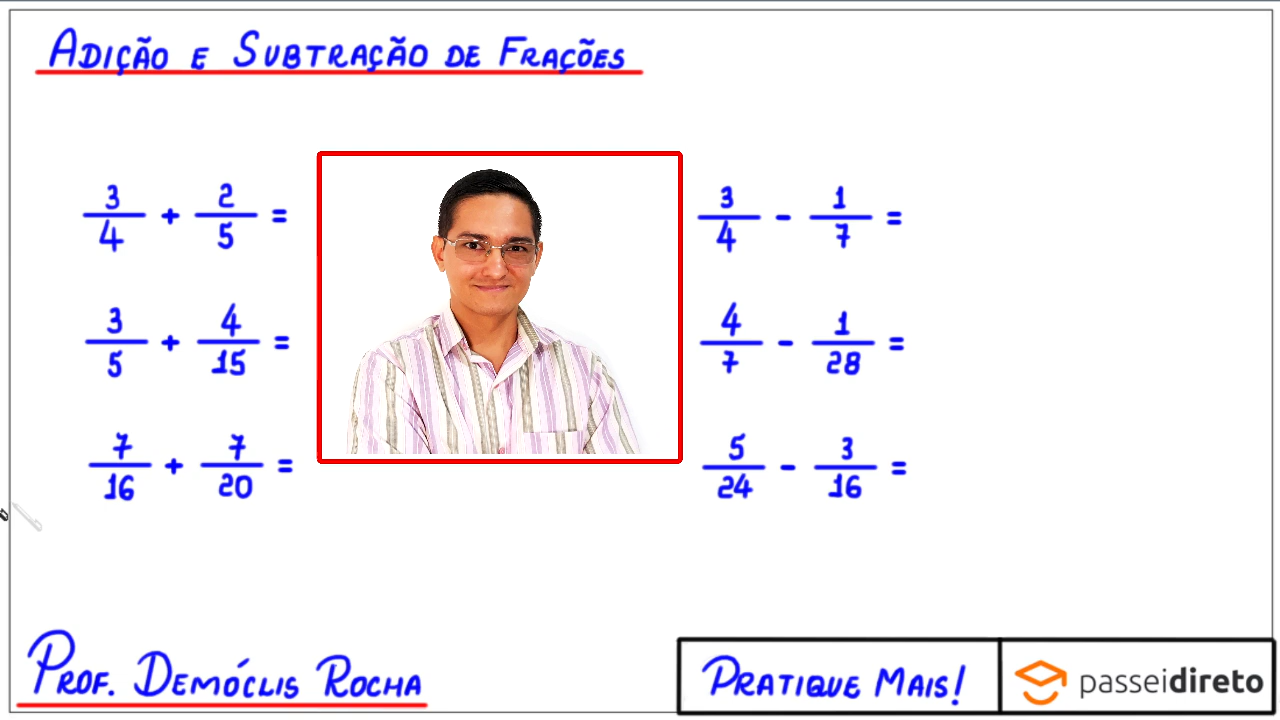 ADIÇÃO E SUBTRAÇÃO DE FRAÇÕES
3/4 + 2/5 =
3/4 - 1/7 =
3/5 + 4/15 =
4/7 - 1/28 =
7/16 + 7/20 =
5/24 - 3/16 =
PROF. DEMÓCLIS ROCHA
PRATIQUE MAIS!
passeidireto